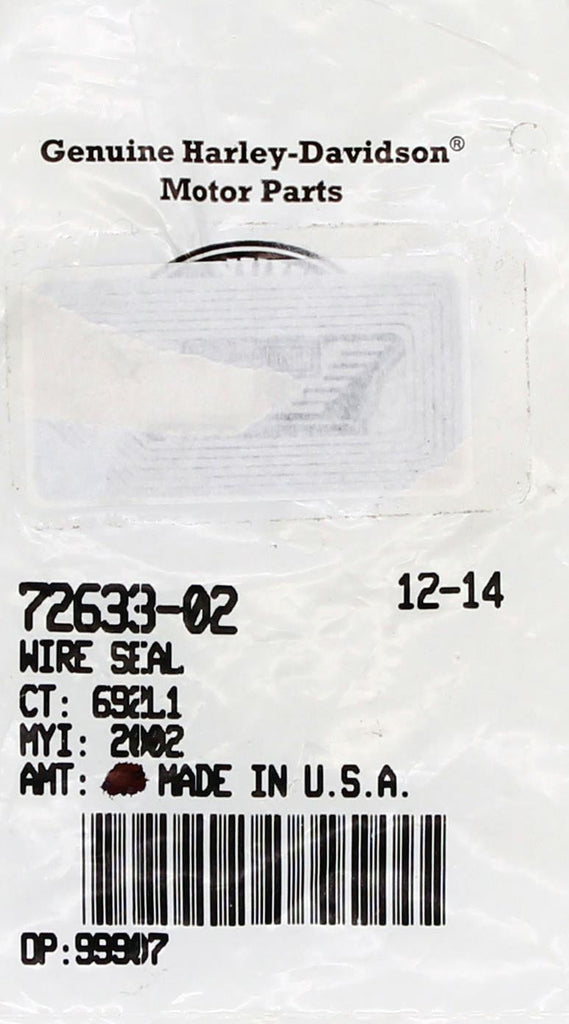 Genuine Harley-Davidson®
Motor Parts
72633-02
12-14
WIRE SEAL
CT: 692L1
MYI: 2002
AMT: MADE IN U.S.A.
OP:99907